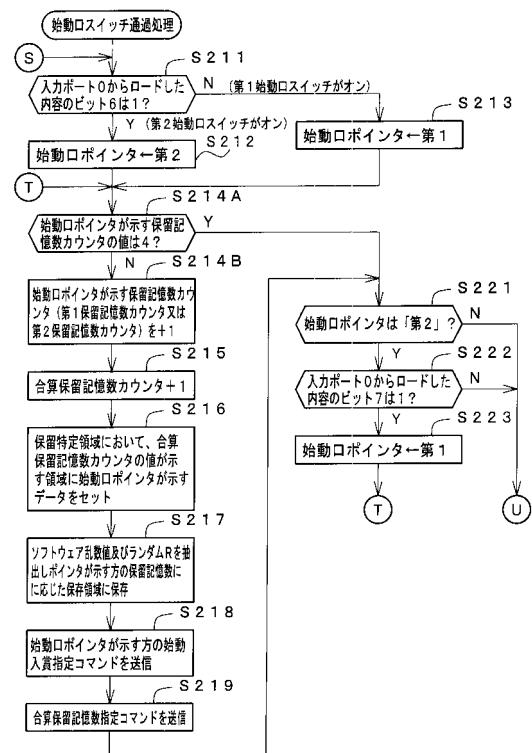 始動口スイッチ通過処理
S
S211
入力ポート0からロードした
内容のビット6は1?
N (第1始動口スイッチがオン)
Y (第2始動口スイッチがオン)
S213
始動口ポインタ←第1
S212
始動口ポインタ←第2
T
S214A
始動口ポインタが示す保留記
憶数カウンタの値は4?
Y
N
S214B
始動口ポインタが示す保留記憶数カウ
ンタ(第1保留記憶数カウンタ又は
第2保留記憶数カウンタ)を+1
S215
合算保留記憶数カウンタ+1
S216
保留特定領域において、合算
保留記憶数カウンタの値が示
す領域に始動口ポインタが示す
データをセット
S217
ソフトウェア乱数値及びランダムRを抽
出しポインタが示す方の保留記憶数に
に応じた保存領域に保存
S218
始動口ポインタが示す方の始動
入賞指定コマンドを送信
S219
合算保留記憶数指定コマンドを送信
S221
始動口ポインタは「第2」?
N
Y
S222
入力ポート0からロードした
内容のビット7は1?
N
Y
S223
始動口ポインタ←第1
T
U